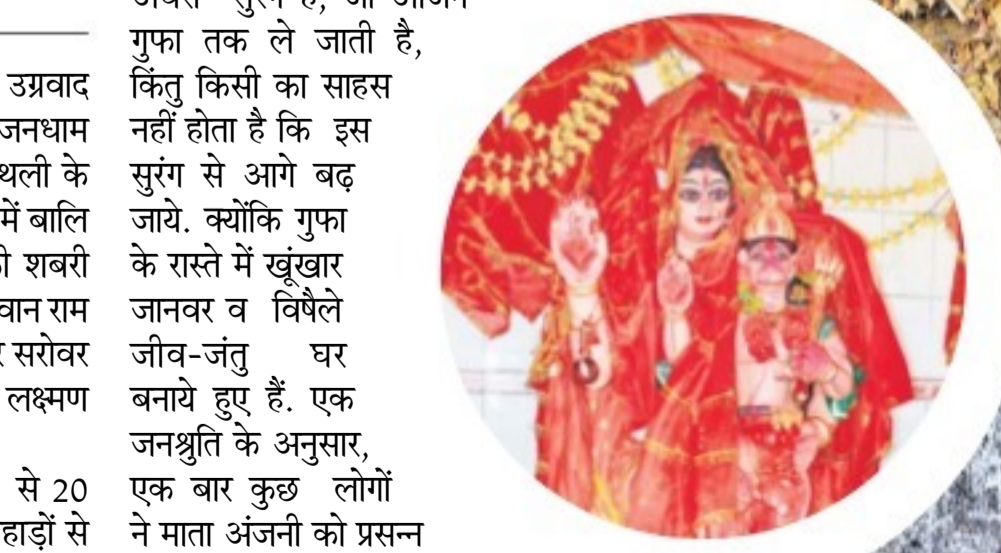 उग्रवाद
जनधाम
थली के
में बालि
शबरी
वान राम
सरोवर
लक्ष्मण
से 20
हाड़ों से
गुफा तक ले जाती है,
किंतु किसी का साहस
नहीं होता है कि इस
सुरंग से आगे बढ़
जाये. क्योंकि गुफा
के रास्ते में खूंखार
जानवर व विषैले
जीव-जंतु घर
बनाये हुए हैं. एक
जनश्रुति के अनुसार,
एक बार कुछ लोगों
ने माता अंजनी को प्रसन्न